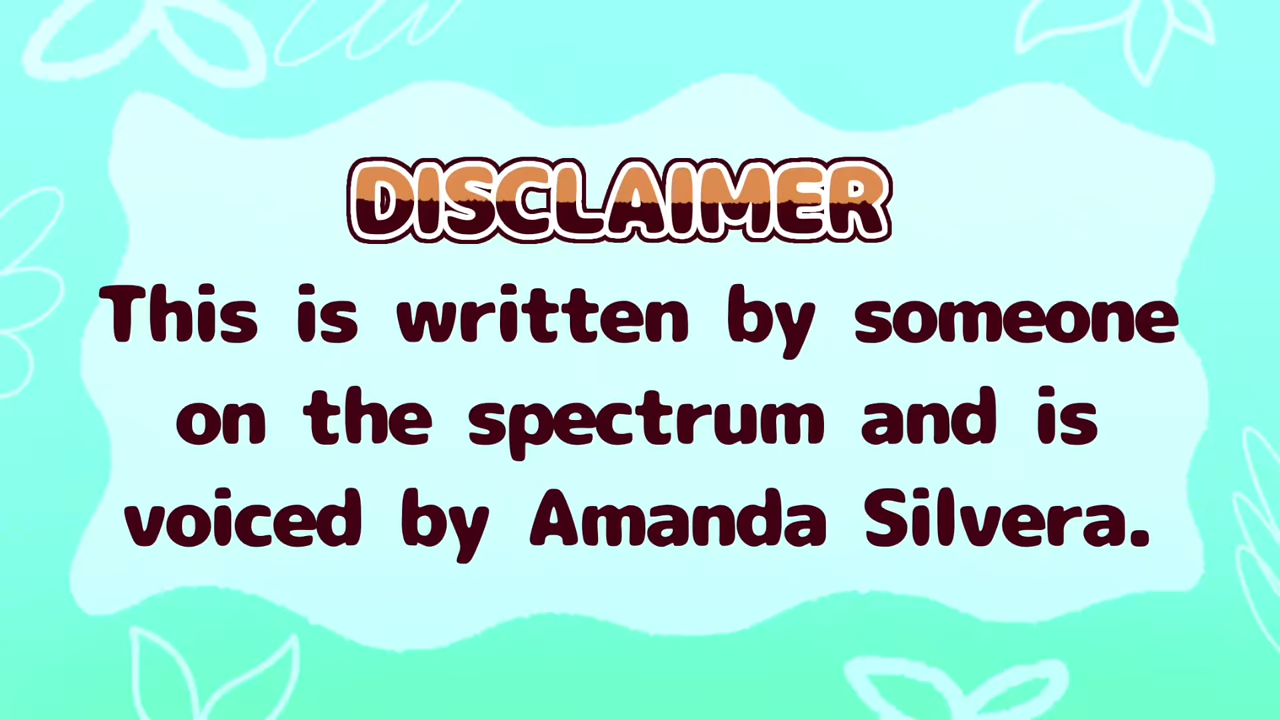 DISCLAIMER
This is written by someone
on the spectrum and is
voiced by Amanda Silvera.